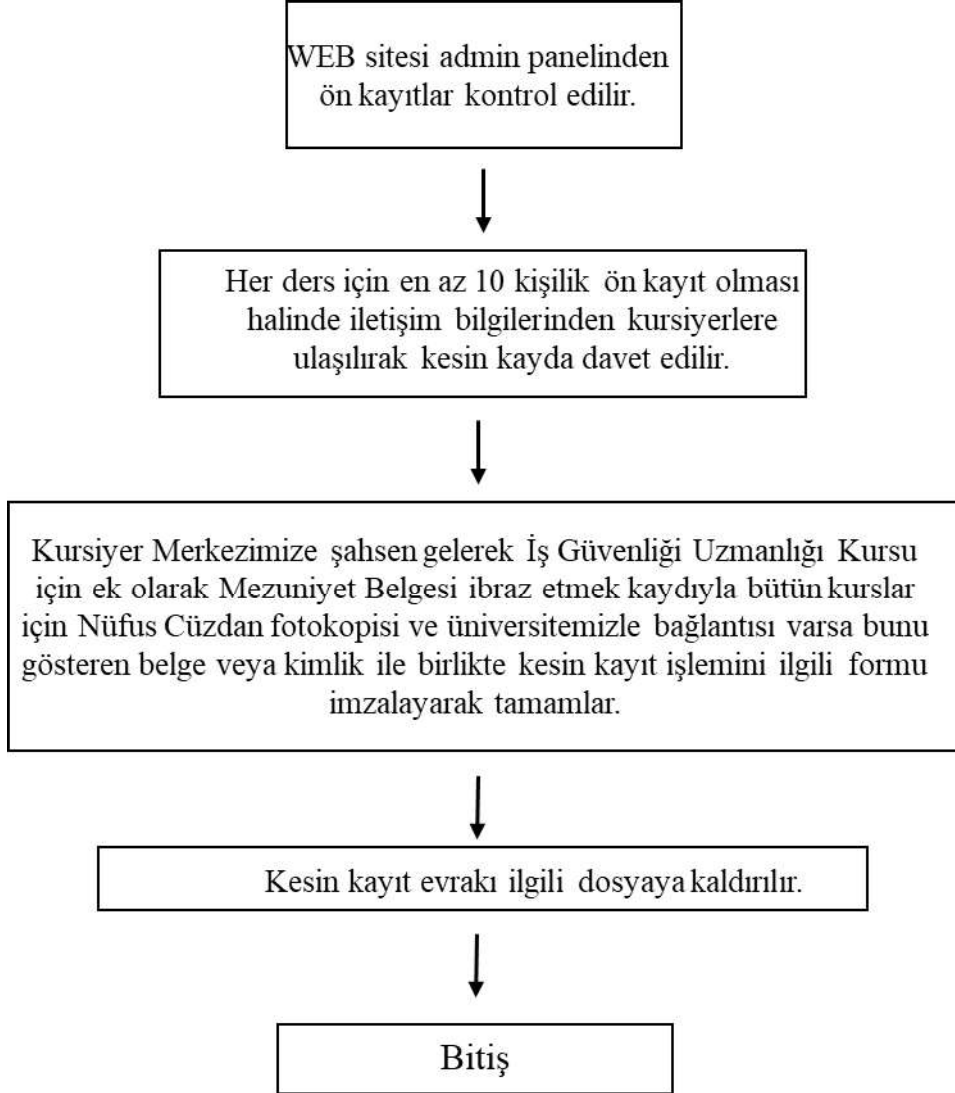 WEB sitesi admin panelinden
ön kayıtlar kontrol edilir.
Her ders için en az 10 kişilik ön kayıt olması
halinde iletişim bilgilerinden kursiyerlere
ulaşılırak kesin kayda davet edilir.
Kursiyer Merkezimize şahsen gelerek İş Güvenliği Uzmanlığı Kursu
için ek olarak Mezuniyet Belgesi ibraz etmek kaydıyla bütün kurslar
için Nüfus Cüzdan fotokopisi ve üniversitemizle bağlantısı varsa bunu
gösteren belge veya kimlik ile birlikte kesin kayıt işlemini ilgili formu
imzalayarak tamamlar.
Kesin kayıt evrakı ilgili dosyaya kaldırılır.
Bitiş